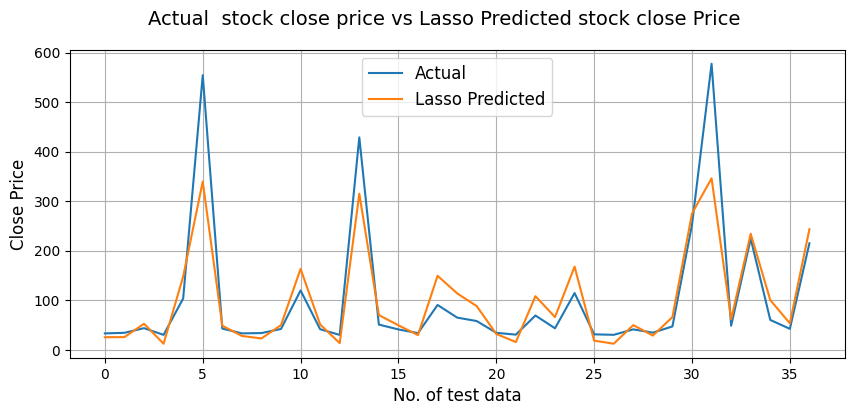 Actual  stock close price vs Lasso Predicted stock close Price
600
500
400
300
200
100
0
Close Price
Actual
Lasso Predicted
0 5 10 15 20 25 30 35
No. of test data